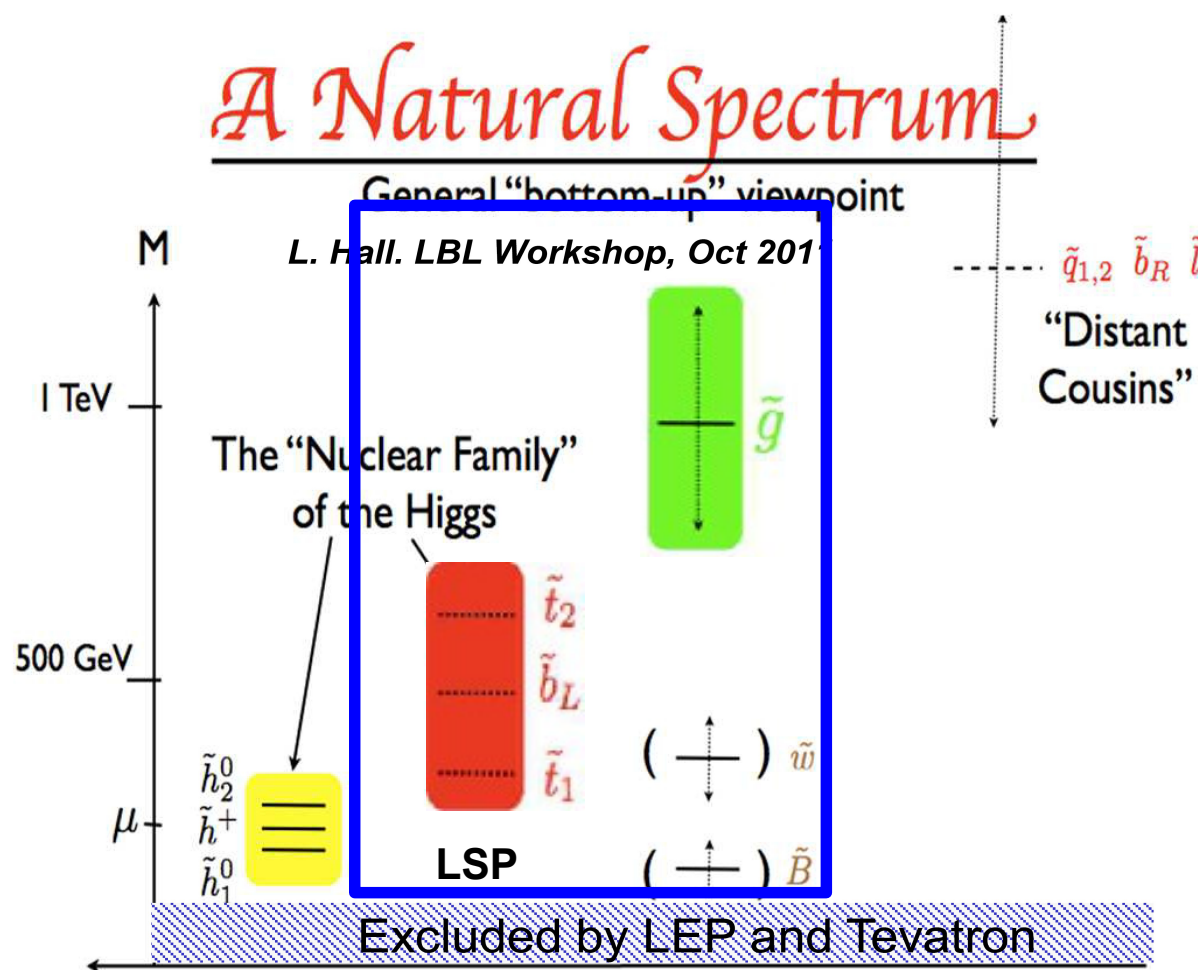 A Natural Spectrum
General “bottom-up” viewpoint
L. Hall. LBL Workshop, Oct 201
M
q̃1,2 b̃R l̃
“Distant
Cousins”
1 TeV
g̃
The “Nuclear Family”
of the Higgs
t̃2
500 GeV
b̃L
( ) w̃
t̃1
h̃⁰2
μ
h̃⁺
h̃⁰1
LSP
( ) B̃
Excluded by LEP and Tevatron